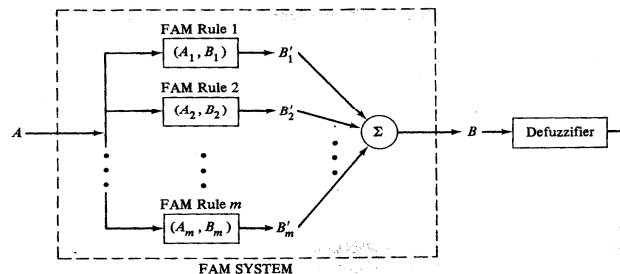 FAM Rule 1
(A₁, B₁)
B′₁
FAM Rule 2
(A₂, B₂)
B′₂
A
Σ
B
Defuzzifier
FAM Rule m
(Aₘ, Bₘ)
B′ₘ
FAM SYSTEM